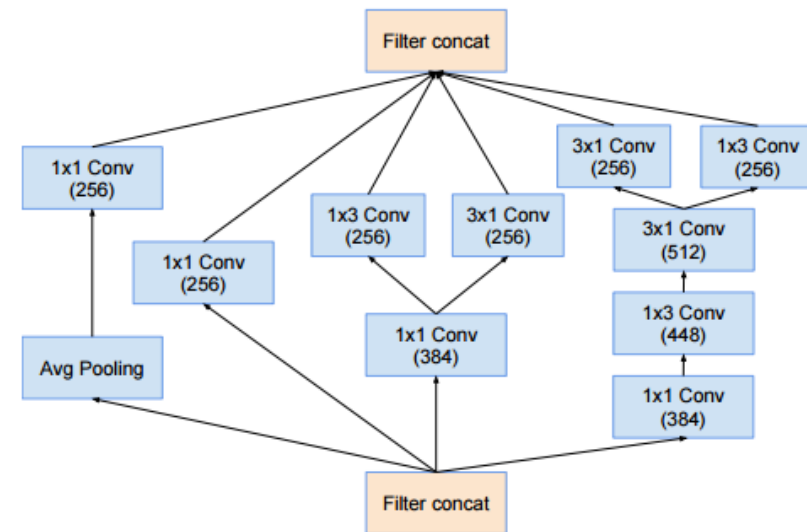 Filter concat
1x1 Conv
(256)
3x1 Conv
(256)
1x3 Conv
(256)
1x3 Conv
(256)
3x1 Conv
(256)
3x1 Conv
(512)
1x1 Conv
(256)
1x3 Conv
(448)
1x1 Conv
(384)
Avg Pooling
1x1 Conv
(384)
Filter concat